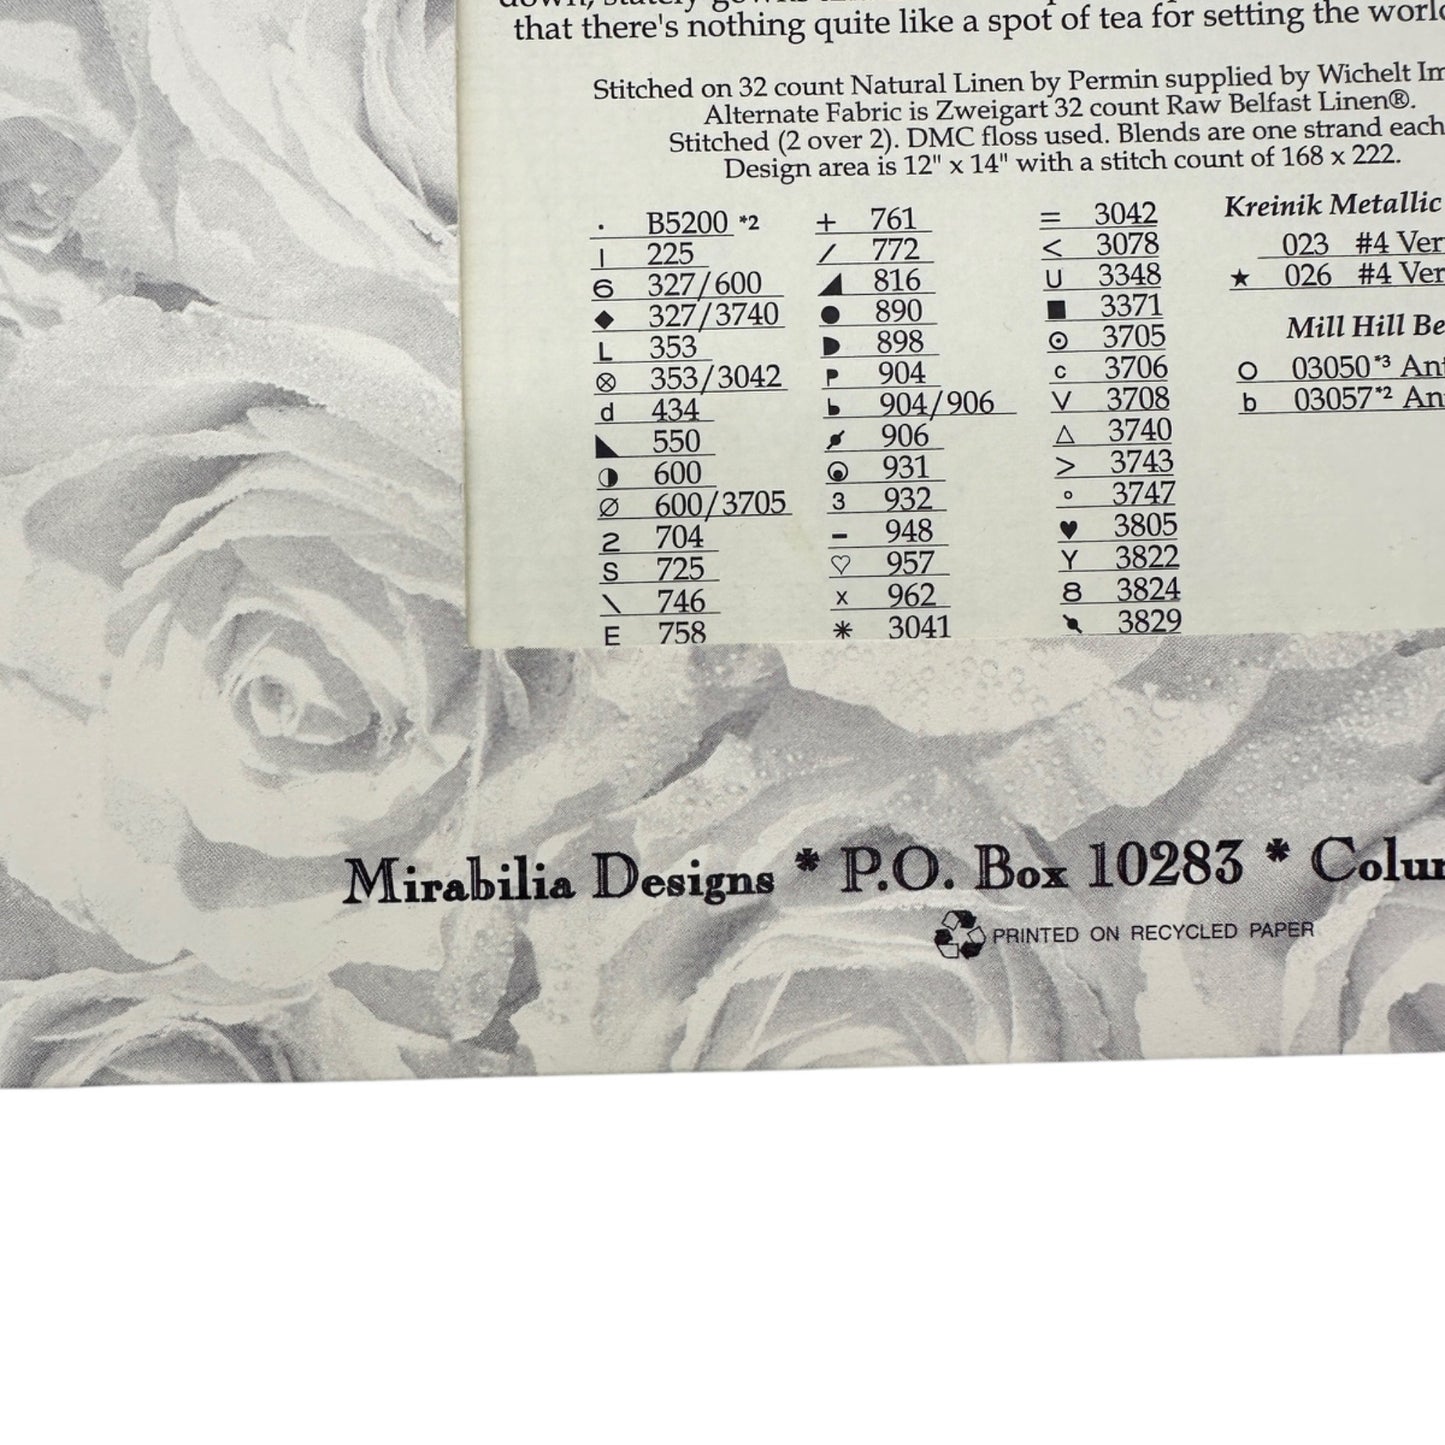 that there's nothing quite like a spot of tea for setting the world
Stitched on 32 count Natural Linen by Permin supplied by Wichelt Im
Alternate Fabric is Zweigart 32 count Raw Belfast Linen®.
Stitched (2 over 2). DMC floss used. Blends are one strand each
Design area is 12" x 14" with a stitch count of 168 x 222.
· B5200 *2
| 225
6 327/600
◆ 327/3740
L 353
⊗ 353/3042
d 434
◣ 550
◑ 600
∅ 600/3705
2 704
S 725
\ 746
E 758
+ 761
/ 772
◢ 816
● 890
◗ 898
P 904
b 904/906
906
931
3 932
– 948
♡ 957
x 962
* 3041
= 3042
< 3078
U 3348
■ 3371
⊙ 3705
c 3706
V 3708
△ 3740
> 3743
° 3747
♥ 3805
Y 3822
8 3824
3829
Kreinik Metallic
023 #4 Ver
★ 026 #4 Ver
Mill Hill Be
O 03050*3 Ant
b 03057*2 An
Mirabilia Designs * P.O. Box 10283 * Colum
PRINTED ON RECYCLED PAPER